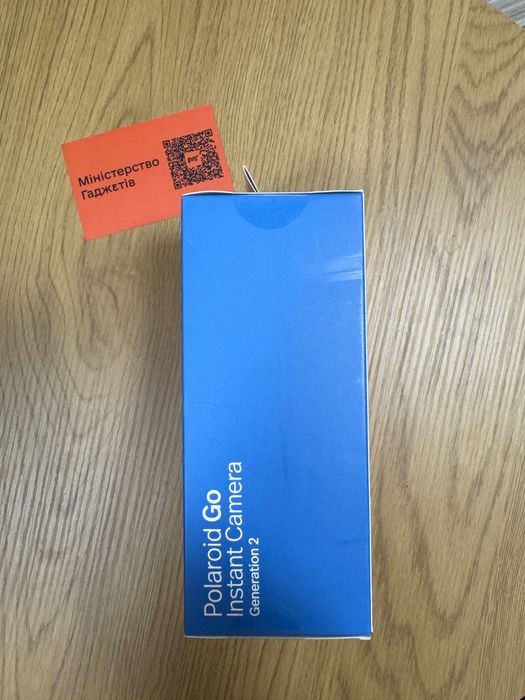 Міністерство
Гаджетів
Polaroid Go
Instant Camera
Generation 2